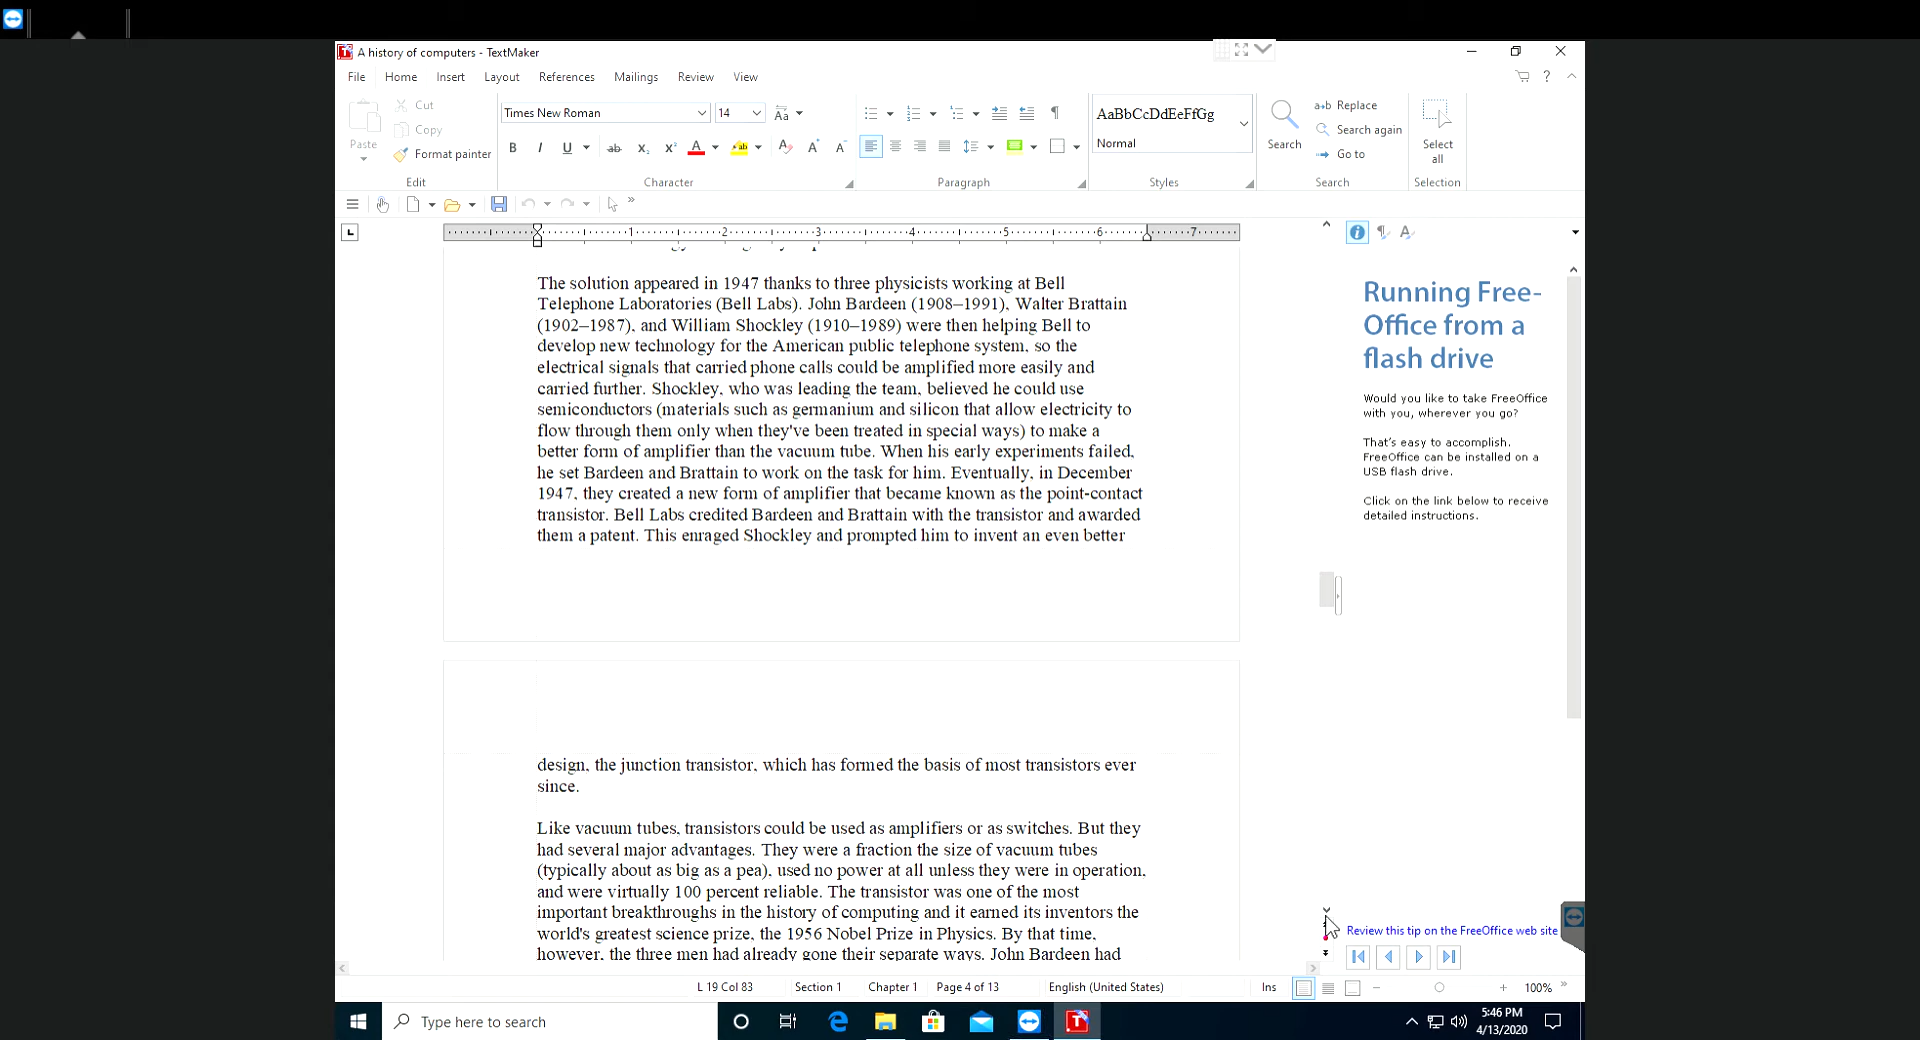 A history of computers - TextMaker
File Home Insert Layout References Mailings Review View
Paste
Cut
Copy
Format painter
Edit
Times New Roman 14
Character
Paragraph
AaBbCcDdEeFfGg
Normal
Styles
Search
Replace
Search again
Go to
Search
Select
all
Selection
1 2 3 4 5 6 7
The solution appeared in 1947 thanks to three physicists working at Bell
Telephone Laboratories (Bell Labs). John Bardeen (1908–1991), Walter Brattain
(1902–1987), and William Shockley (1910–1989) were then helping Bell to
develop new technology for the American public telephone system, so the
electrical signals that carried phone calls could be amplified more easily and
carried further. Shockley, who was leading the team, believed he could use
semiconductors (materials such as germanium and silicon that allow electricity to
flow through them only when they've been treated in special ways) to make a
better form of amplifier than the vacuum tube. When his early experiments failed,
he set Bardeen and Brattain to work on the task for him. Eventually, in December
1947, they created a new form of amplifier that became known as the point-contact
transistor. Bell Labs credited Bardeen and Brattain with the transistor and awarded
them a patent. This enraged Shockley and prompted him to invent an even better
design, the junction transistor, which has formed the basis of most transistors ever
since.
Like vacuum tubes, transistors could be used as amplifiers or as switches. But they
had several major advantages. They were a fraction the size of vacuum tubes
(typically about as big as a pea), used no power at all unless they were in operation,
and were virtually 100 percent reliable. The transistor was one of the most
important breakthroughs in the history of computing and it earned its inventors the
world's greatest science prize, the 1956 Nobel Prize in Physics. By that time,
however, the three men had already gone their separate ways. John Bardeen had
Running Free-
Office from a
flash drive
Would you like to take FreeOffice
with you, wherever you go?
That's easy to accomplish.
FreeOffice can be installed on a
USB flash drive.
Click on the link below to receive
detailed instructions.
Review this tip on the FreeOffice web site
L 19 Col 83 Section 1 Chapter 1 Page 4 of 13 English (United States) Ins 100%
Type here to search
5:46 PM
4/13/2020